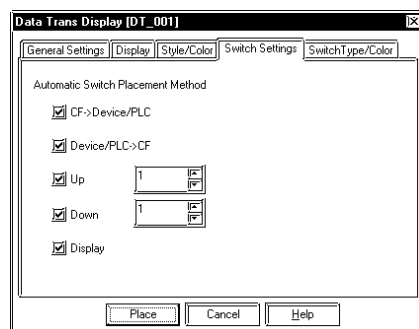 Data Trans Display [DT_001]
General Settings Display Style/Color Switch Settings SwitchType/Color
Automatic Switch Placement Method
CF->Device/PLC
Device/PLC->CF
Up 1
Down 1
Display
Place Cancel Help